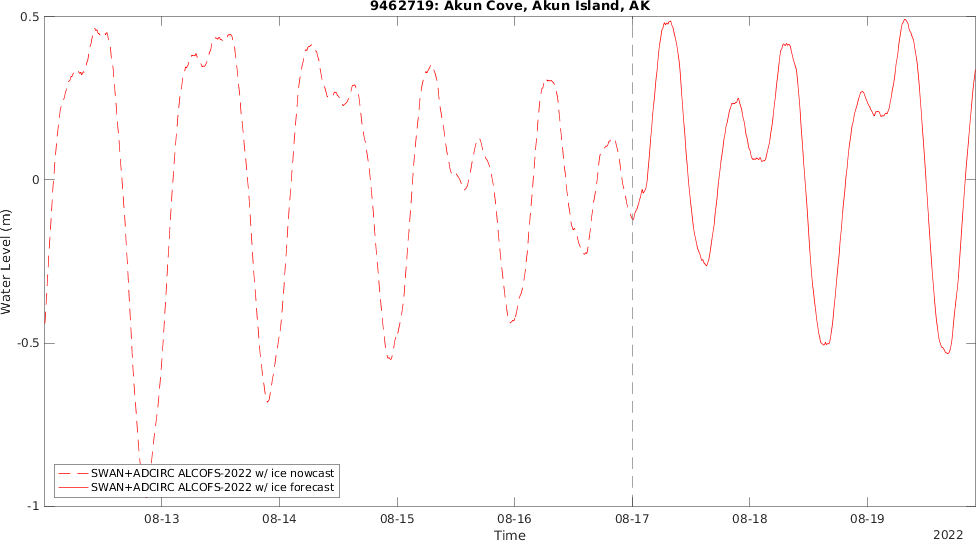 9462719: Akun Cove, Akun Island, AK
0.5
0
-0.5
-1
Water Level (m)
SWAN+ADCIRC ALCOFS-2022 w/ ice nowcast
SWAN+ADCIRC ALCOFS-2022 w/ ice forecast
08-13
08-14
08-15
08-16
08-17
08-18
08-19
Time
2022